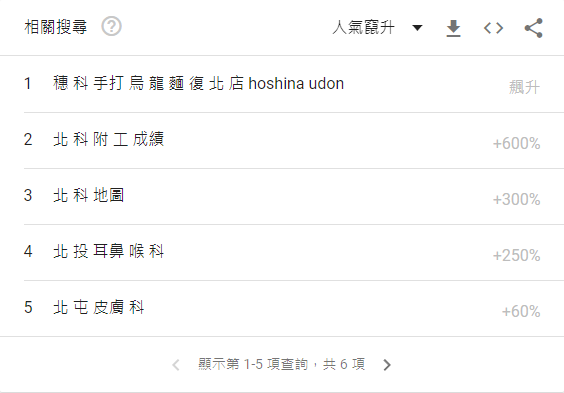 相關搜尋
人氣竄升
1 穗 科 手打 烏 龍 麵 復 北 店 hoshina udon 飆升
2 北 科 附 工 成績 +600%
3 北 科 地圖 +300%
4 北 投 耳鼻 喉 科 +250%
5 北 屯 皮膚 科 +60%
顯示第 1-5 項查詢，共 6 項